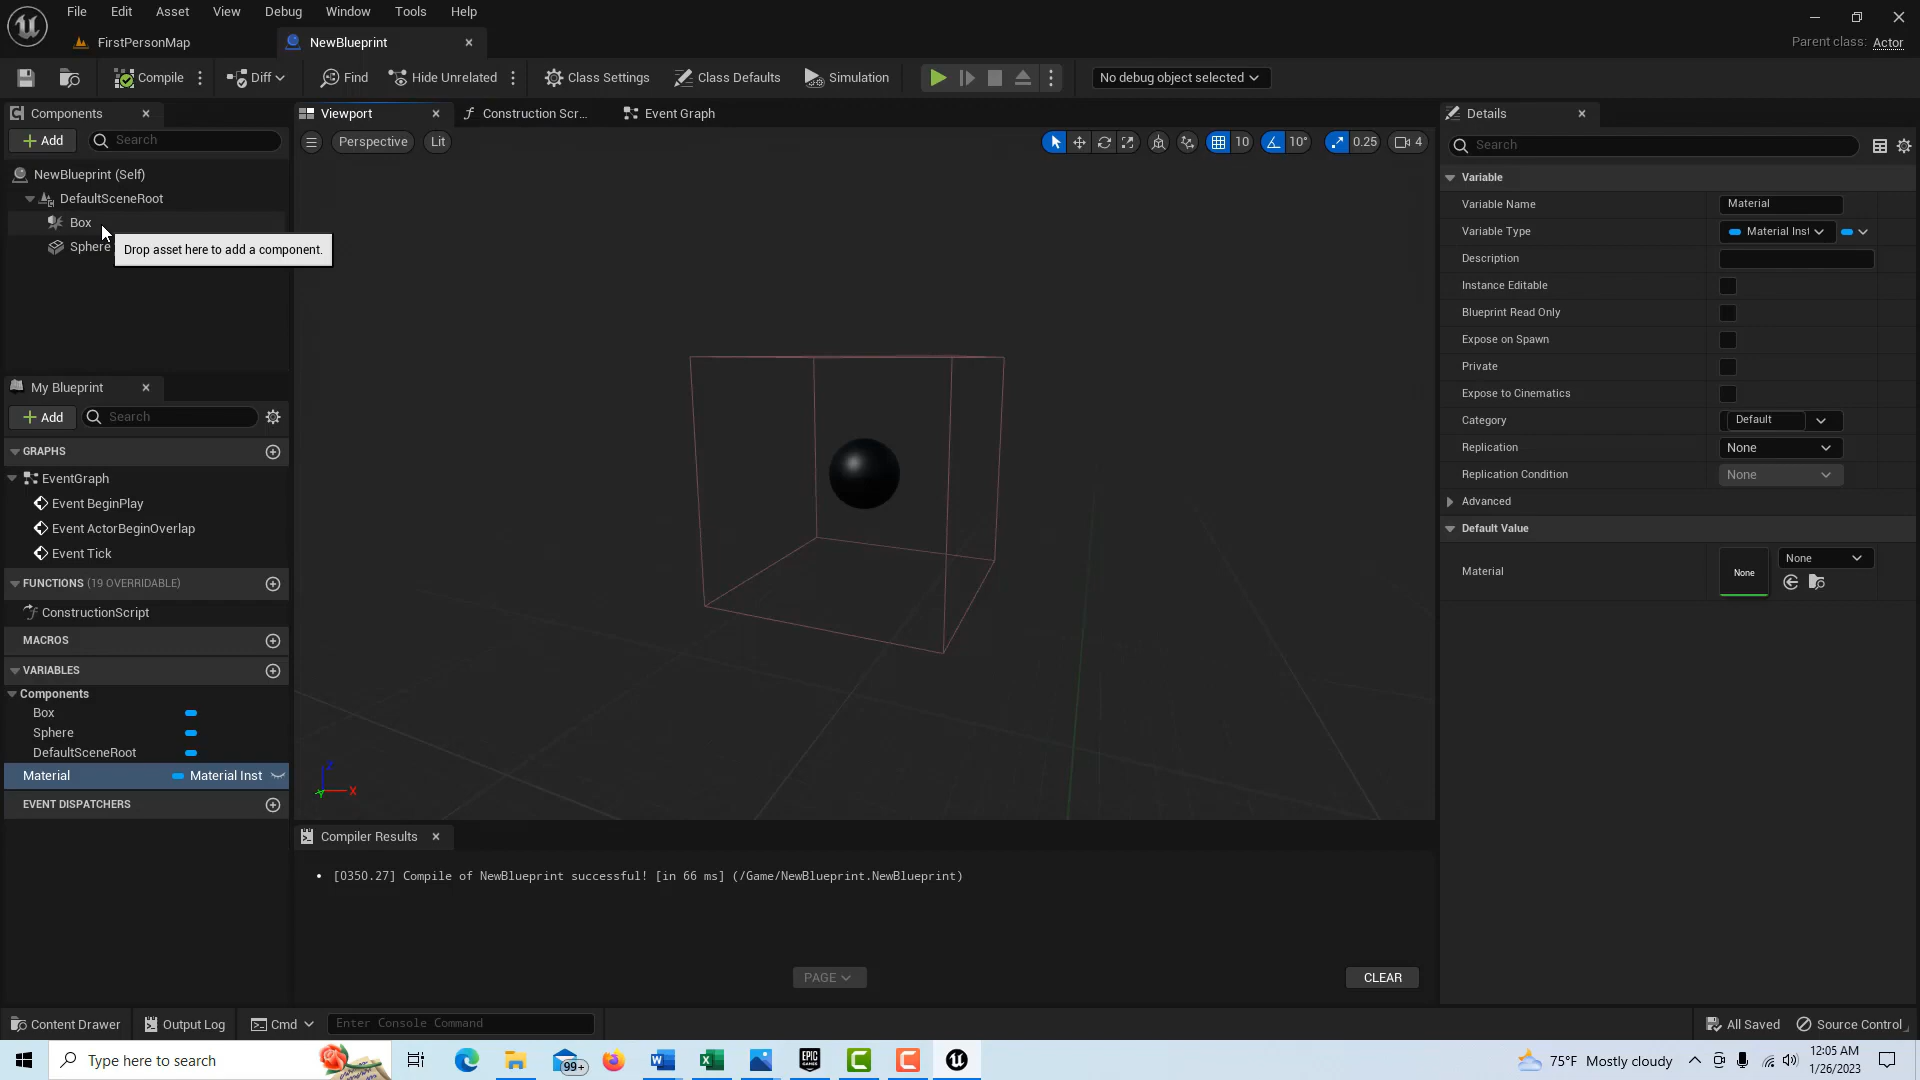 File Edit Asset View Debug Window Tools Help
FirstPersonMap
NewBlueprint
Parent class: Actor
Compile
Diff
Find
Hide Unrelated
Class Settings
Class Defaults
Simulation
No debug object selected
Components
Add
Search
NewBlueprint (Self)
DefaultSceneRoot
Box
Sphere
Drop asset here to add a component.
My Blueprint
Add
Search
GRAPHS
EventGraph
Event BeginPlay
Event ActorBeginOverlap
Event Tick
FUNCTIONS (19 OVERRIDABLE)
ConstructionScript
MACROS
VARIABLES
Components
Box
Sphere
DefaultSceneRoot
Material Material Inst
EVENT DISPATCHERS
Viewport
Construction Scr...
Event Graph
Perspective
Lit
10
10°
0.25
4
Z
X
Y
Compiler Results
• [0350.27] Compile of NewBlueprint successful! [in 66 ms] (/Game/NewBlueprint.NewBlueprint)
PAGE
CLEAR
Details
Search
Variable
Variable Name Material
Variable Type Material Inst
Description
Instance Editable
Blueprint Read Only
Expose on Spawn
Private
Expose to Cinematics
Category Default
Replication None
Replication Condition None
Advanced
Default Value
Material None None
Content Drawer
Output Log
Cmd
Enter Console Command
All Saved
Source Control
Type here to search
99+
75°F Mostly cloudy
12:05 AM
1/26/2023